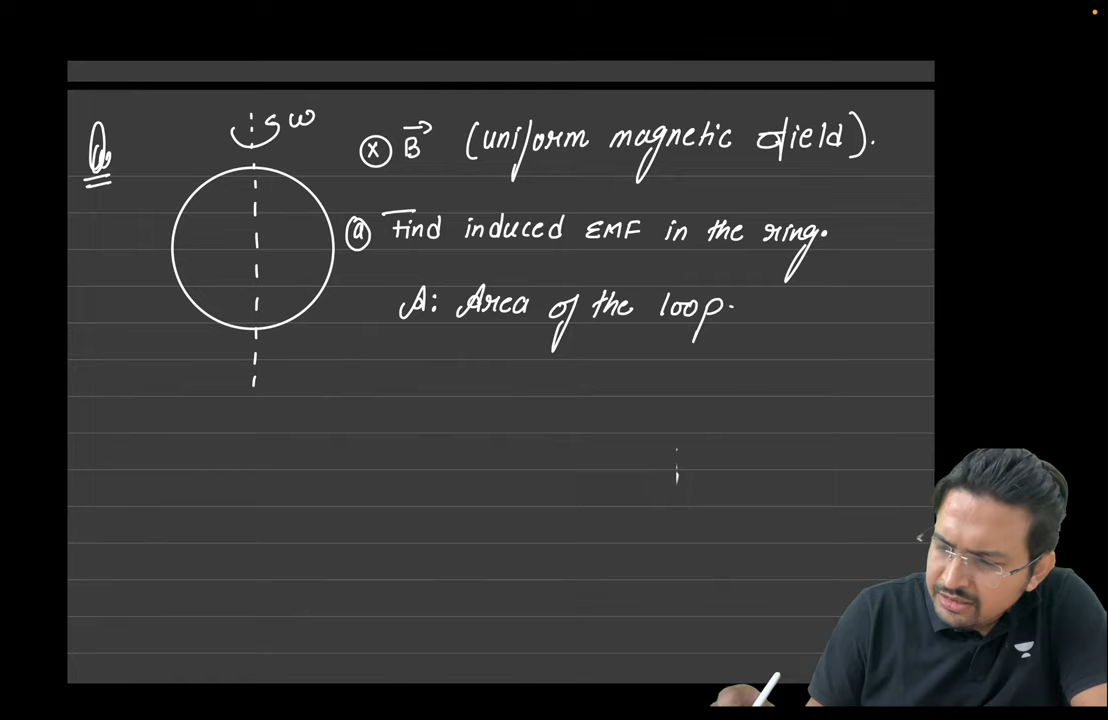 Q ω ⊗ B⃗ (uniform magnetic field).
ⓐ Find induced EMF in the ring.
A: Area of the loop.